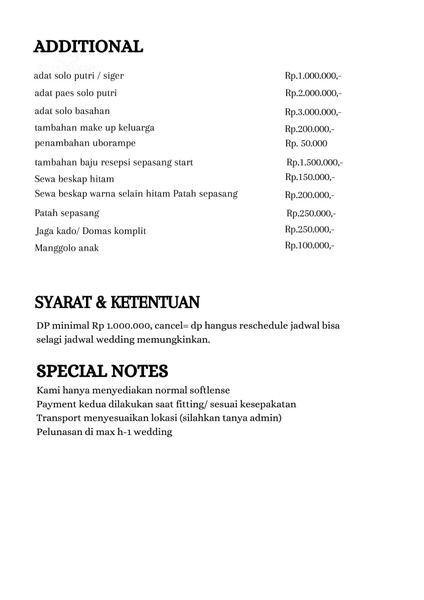 ADDITIONAL
adat solo putri / siger Rp.1.000.000,-
adat paes solo putri Rp.2.000.000,-
adat solo basahan Rp.3.000.000,-
tambahan make up keluarga Rp.200.000,-
penambahan uborampe Rp. 50.000
tambahan baju resepsi sepasang start Rp.1.500.000,-
Sewa beskap hitam Rp.150.000,-
Sewa beskap warna selain hitam Patah sepasang Rp.200.000,-
Patah sepasang Rp.250.000,-
Jaga kado/ Domas komplit Rp.250.000,-
Manggolo anak Rp.100.000,-
SYARAT & KETENTUAN
DP minimal Rp 1.000.000, cancel= dp hangus reschedule jadwal bisa
selagi jadwal wedding memungkinkan.
SPECIAL NOTES
Kami hanya menyediakan normal softlense
Payment kedua dilakukan saat fitting/ sesuai kesepakatan
Transport menyesuaikan lokasi (silahkan tanya admin)
Pelunasan di max h-1 wedding